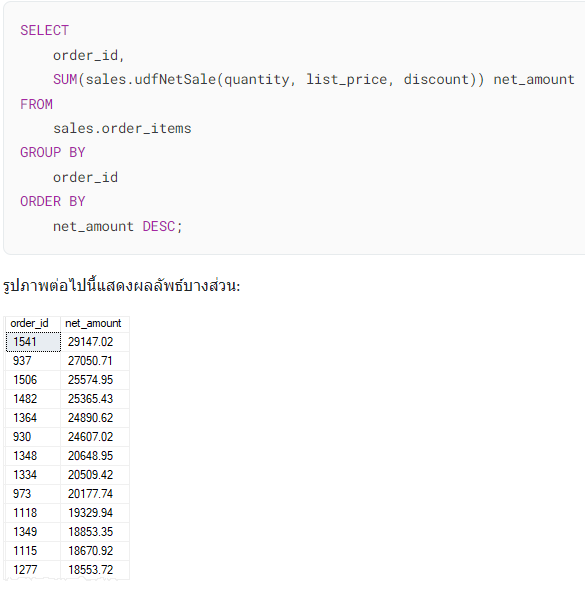 SELECT
order_id,
SUM(sales.udfNetSale(quantity, list_price, discount)) net_amount
FROM
sales.order_items
GROUP BY
order_id
ORDER BY
net_amount DESC;
รูปภาพต่อไปนี้แสดงผลลัพธ์บางส่วน:
order_id net_amount
1541 29147.02
937 27050.71
1506 25574.95
1482 25365.43
1364 24890.62
930 24607.02
1348 20648.95
1334 20509.42
973 20177.74
1118 19329.94
1349 18853.35
1115 18670.92
1277 18553.72